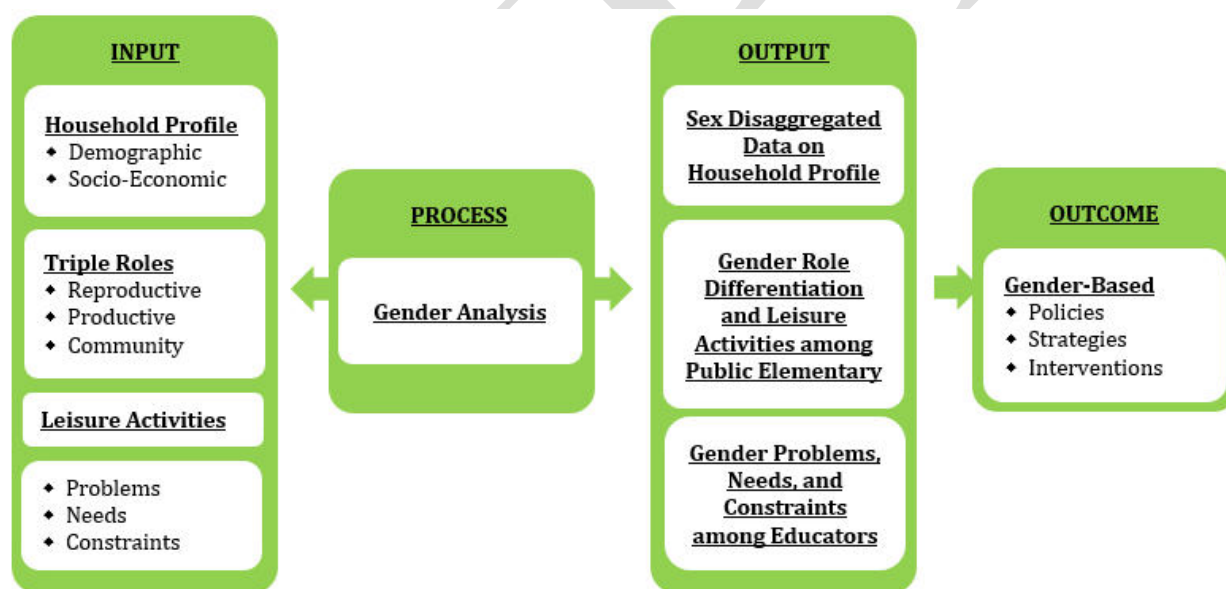 INPUT
Household Profile
◆ Demographic
◆ Socio-Economic
Triple Roles
◆ Reproductive
◆ Productive
◆ Community
Leisure Activities
◆ Problems
◆ Needs
◆ Constraints
PROCESS
Gender Analysis
OUTPUT
Sex Disaggregated
Data on
Household Profile
Gender Role
Differentiation
and Leisure
Activities among
Public Elementary
Gender Problems,
Needs, and
Constraints
among Educators
OUTCOME
Gender-Based
◆ Policies
◆ Strategies
◆ Interventions